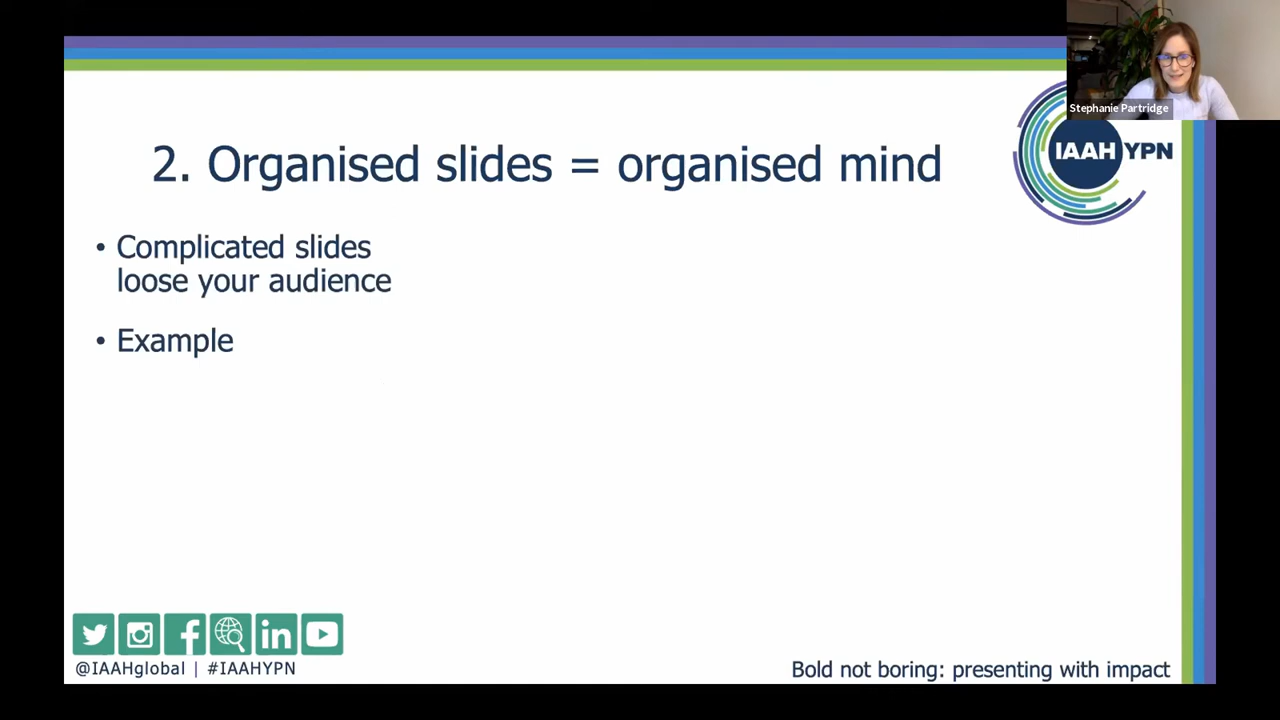 Stephanie Partridge
IAAH YPN
2. Organised slides = organised mind
• Complicated slides
loose your audience
• Example
@IAAHglobal | #IAAHYPN
Bold not boring: presenting with impact